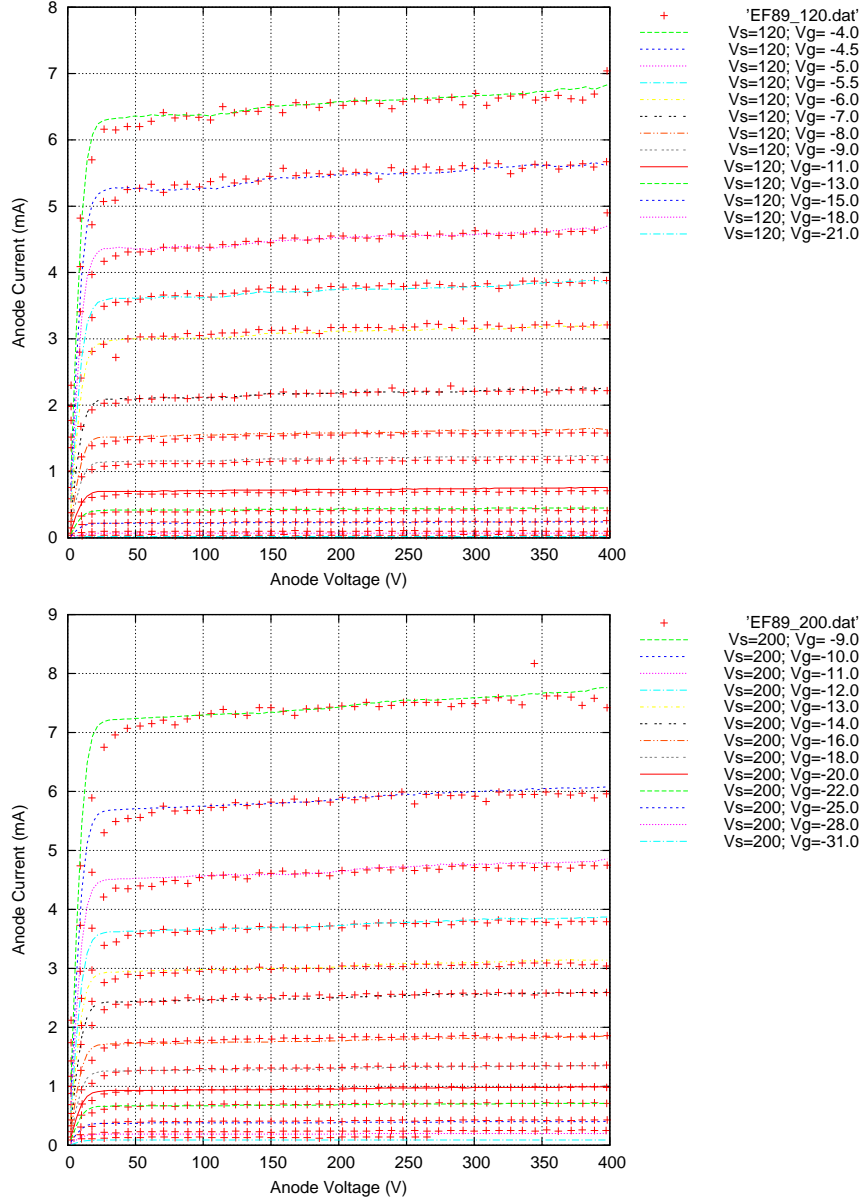 'EF89_120.dat'
Vs=120; Vg= -4.0
Vs=120; Vg= -4.5
Vs=120; Vg= -5.0
Vs=120; Vg= -5.5
Vs=120; Vg= -6.0
Vs=120; Vg= -7.0
Vs=120; Vg= -8.0
Vs=120; Vg= -9.0
Vs=120; Vg=-11.0
Vs=120; Vg=-13.0
Vs=120; Vg=-15.0
Vs=120; Vg=-18.0
Vs=120; Vg=-21.0
8
7
6
5
4
3
2
1
0
Anode Current (mA)
0 50 100 150 200 250 300 350 400
Anode Voltage (V)
'EF89_200.dat'
Vs=200; Vg= -9.0
Vs=200; Vg=-10.0
Vs=200; Vg=-11.0
Vs=200; Vg=-12.0
Vs=200; Vg=-13.0
Vs=200; Vg=-14.0
Vs=200; Vg=-16.0
Vs=200; Vg=-18.0
Vs=200; Vg=-20.0
Vs=200; Vg=-22.0
Vs=200; Vg=-25.0
Vs=200; Vg=-28.0
Vs=200; Vg=-31.0
9
8
7
6
5
4
3
2
1
0
Anode Current (mA)
0 50 100 150 200 250 300 350 400
Anode Voltage (V)